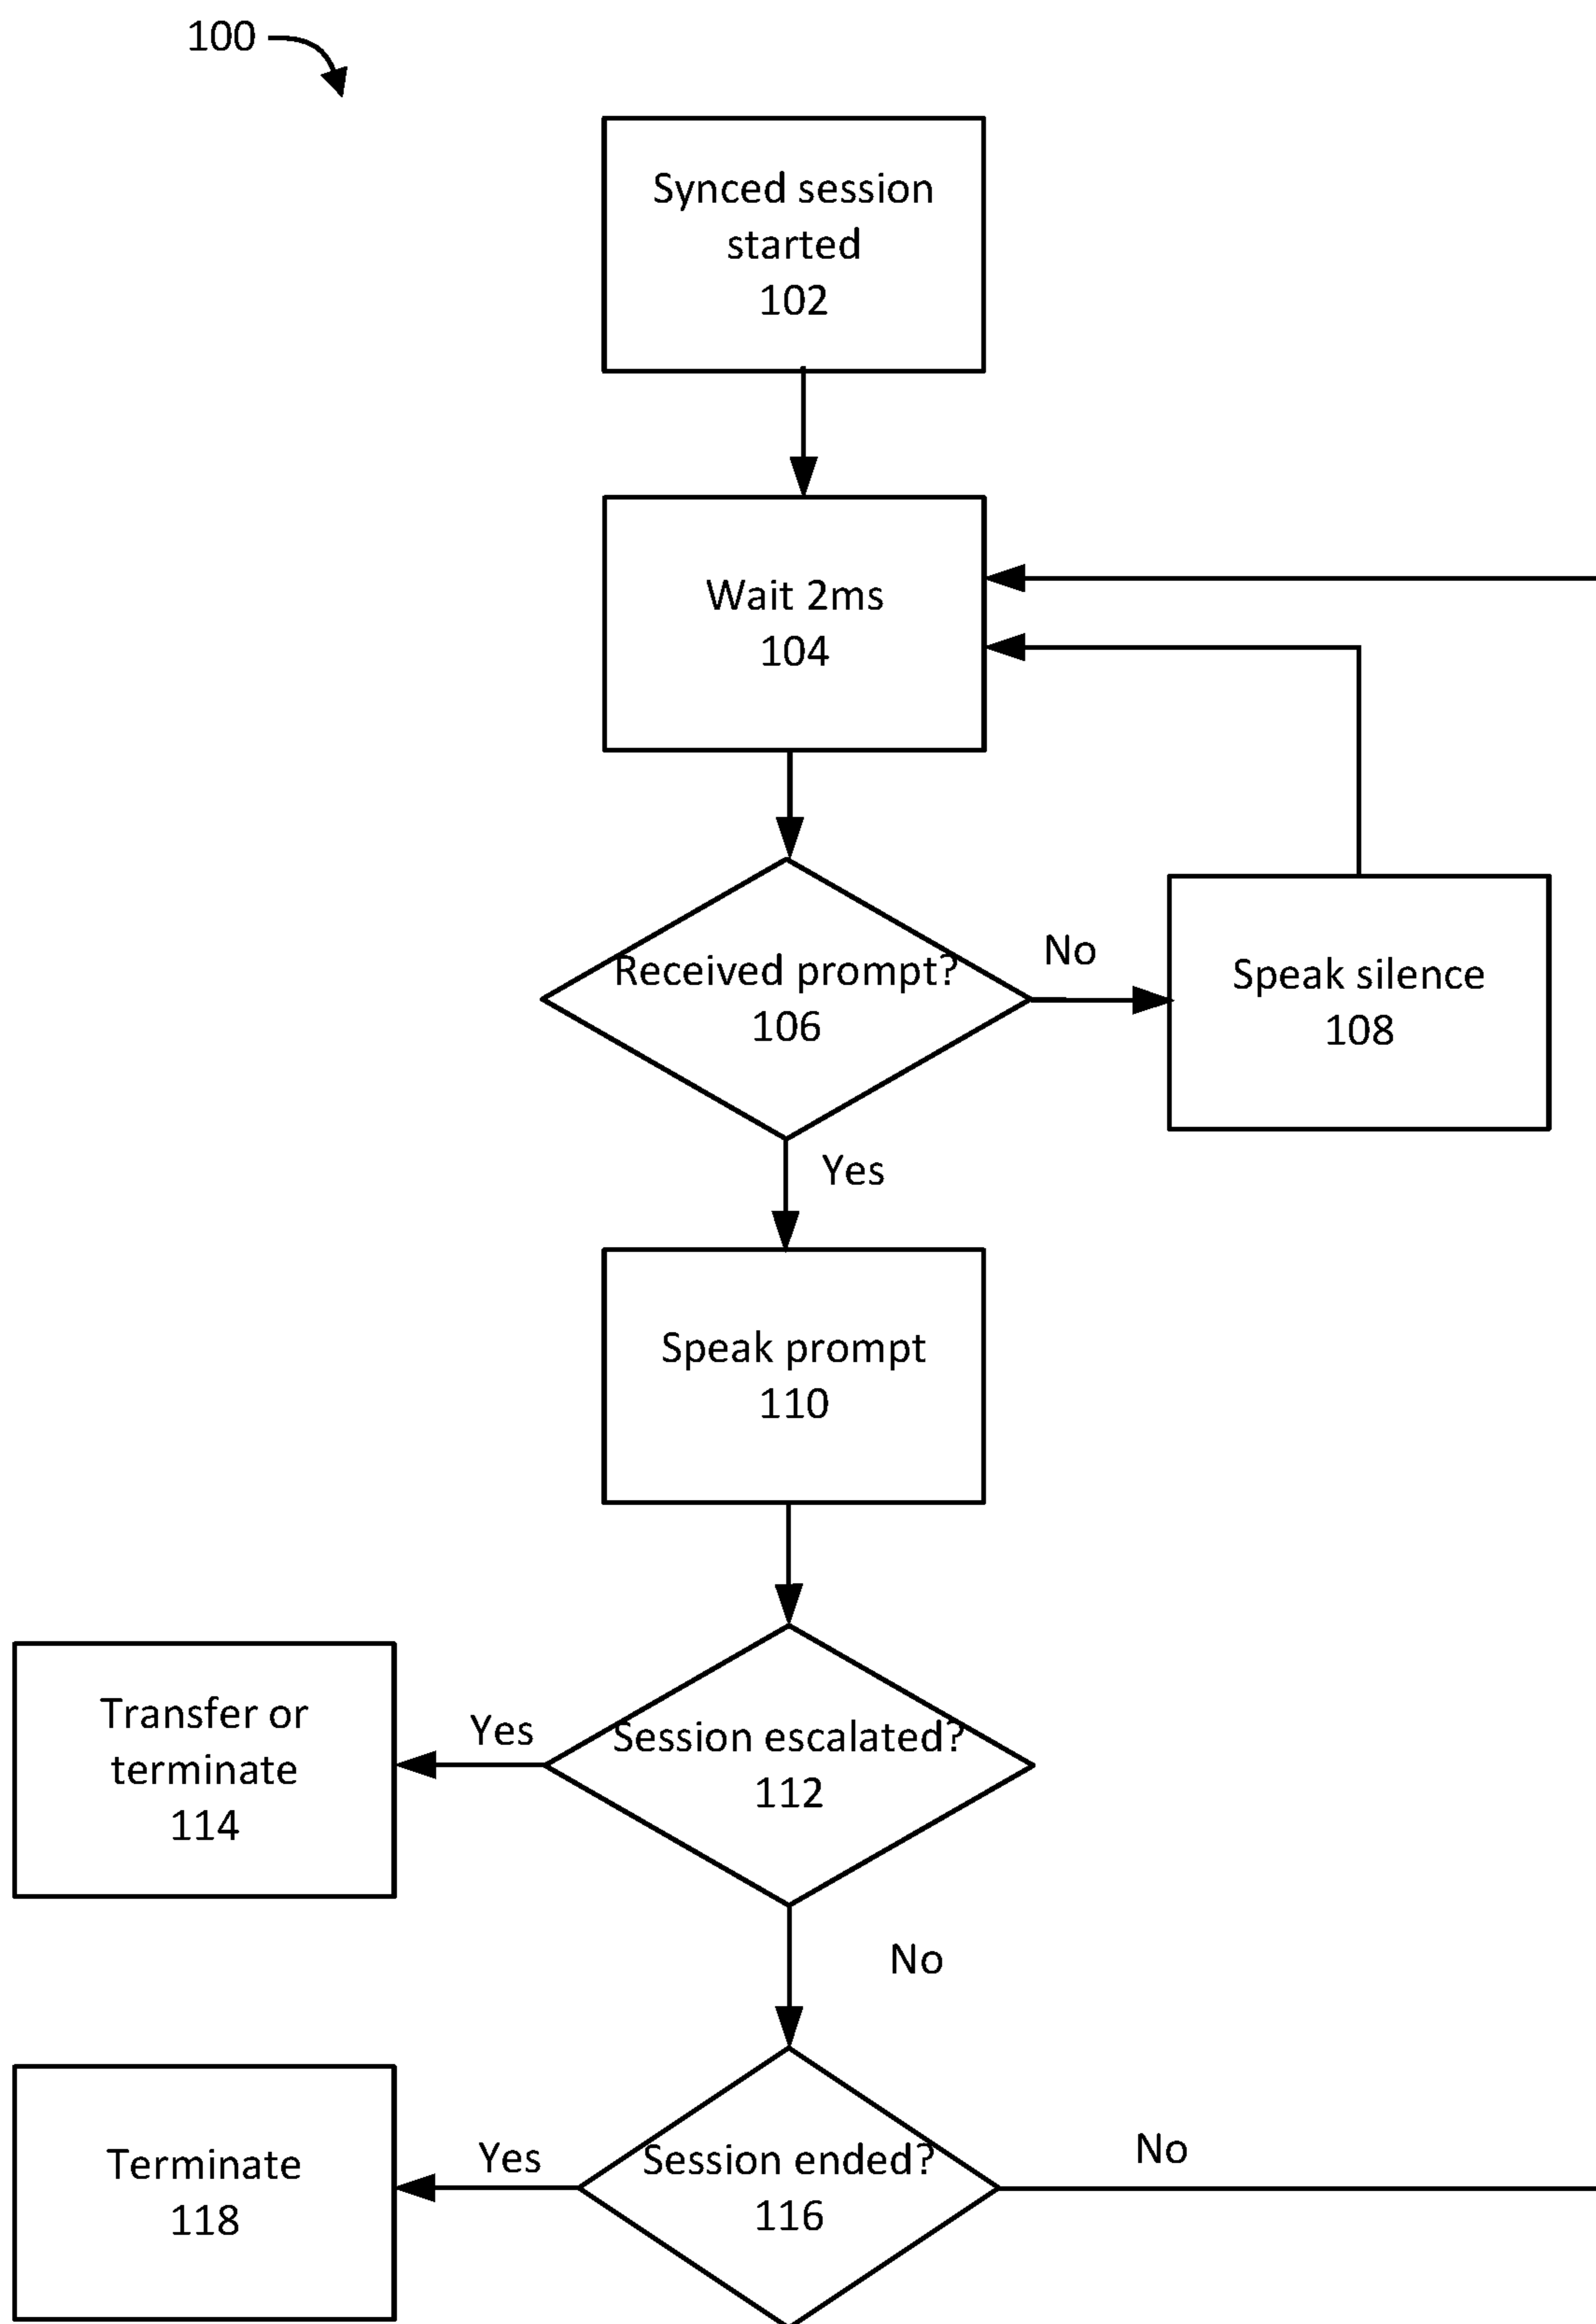 100
Synced session
started
102
Wait 2ms
104
Received prompt?
106
No
Speak silence
108
Yes
Speak prompt
110
Transfer or
terminate
114
Yes
Session escalated?
112
No
Terminate
118
Yes
Session ended?
116
No